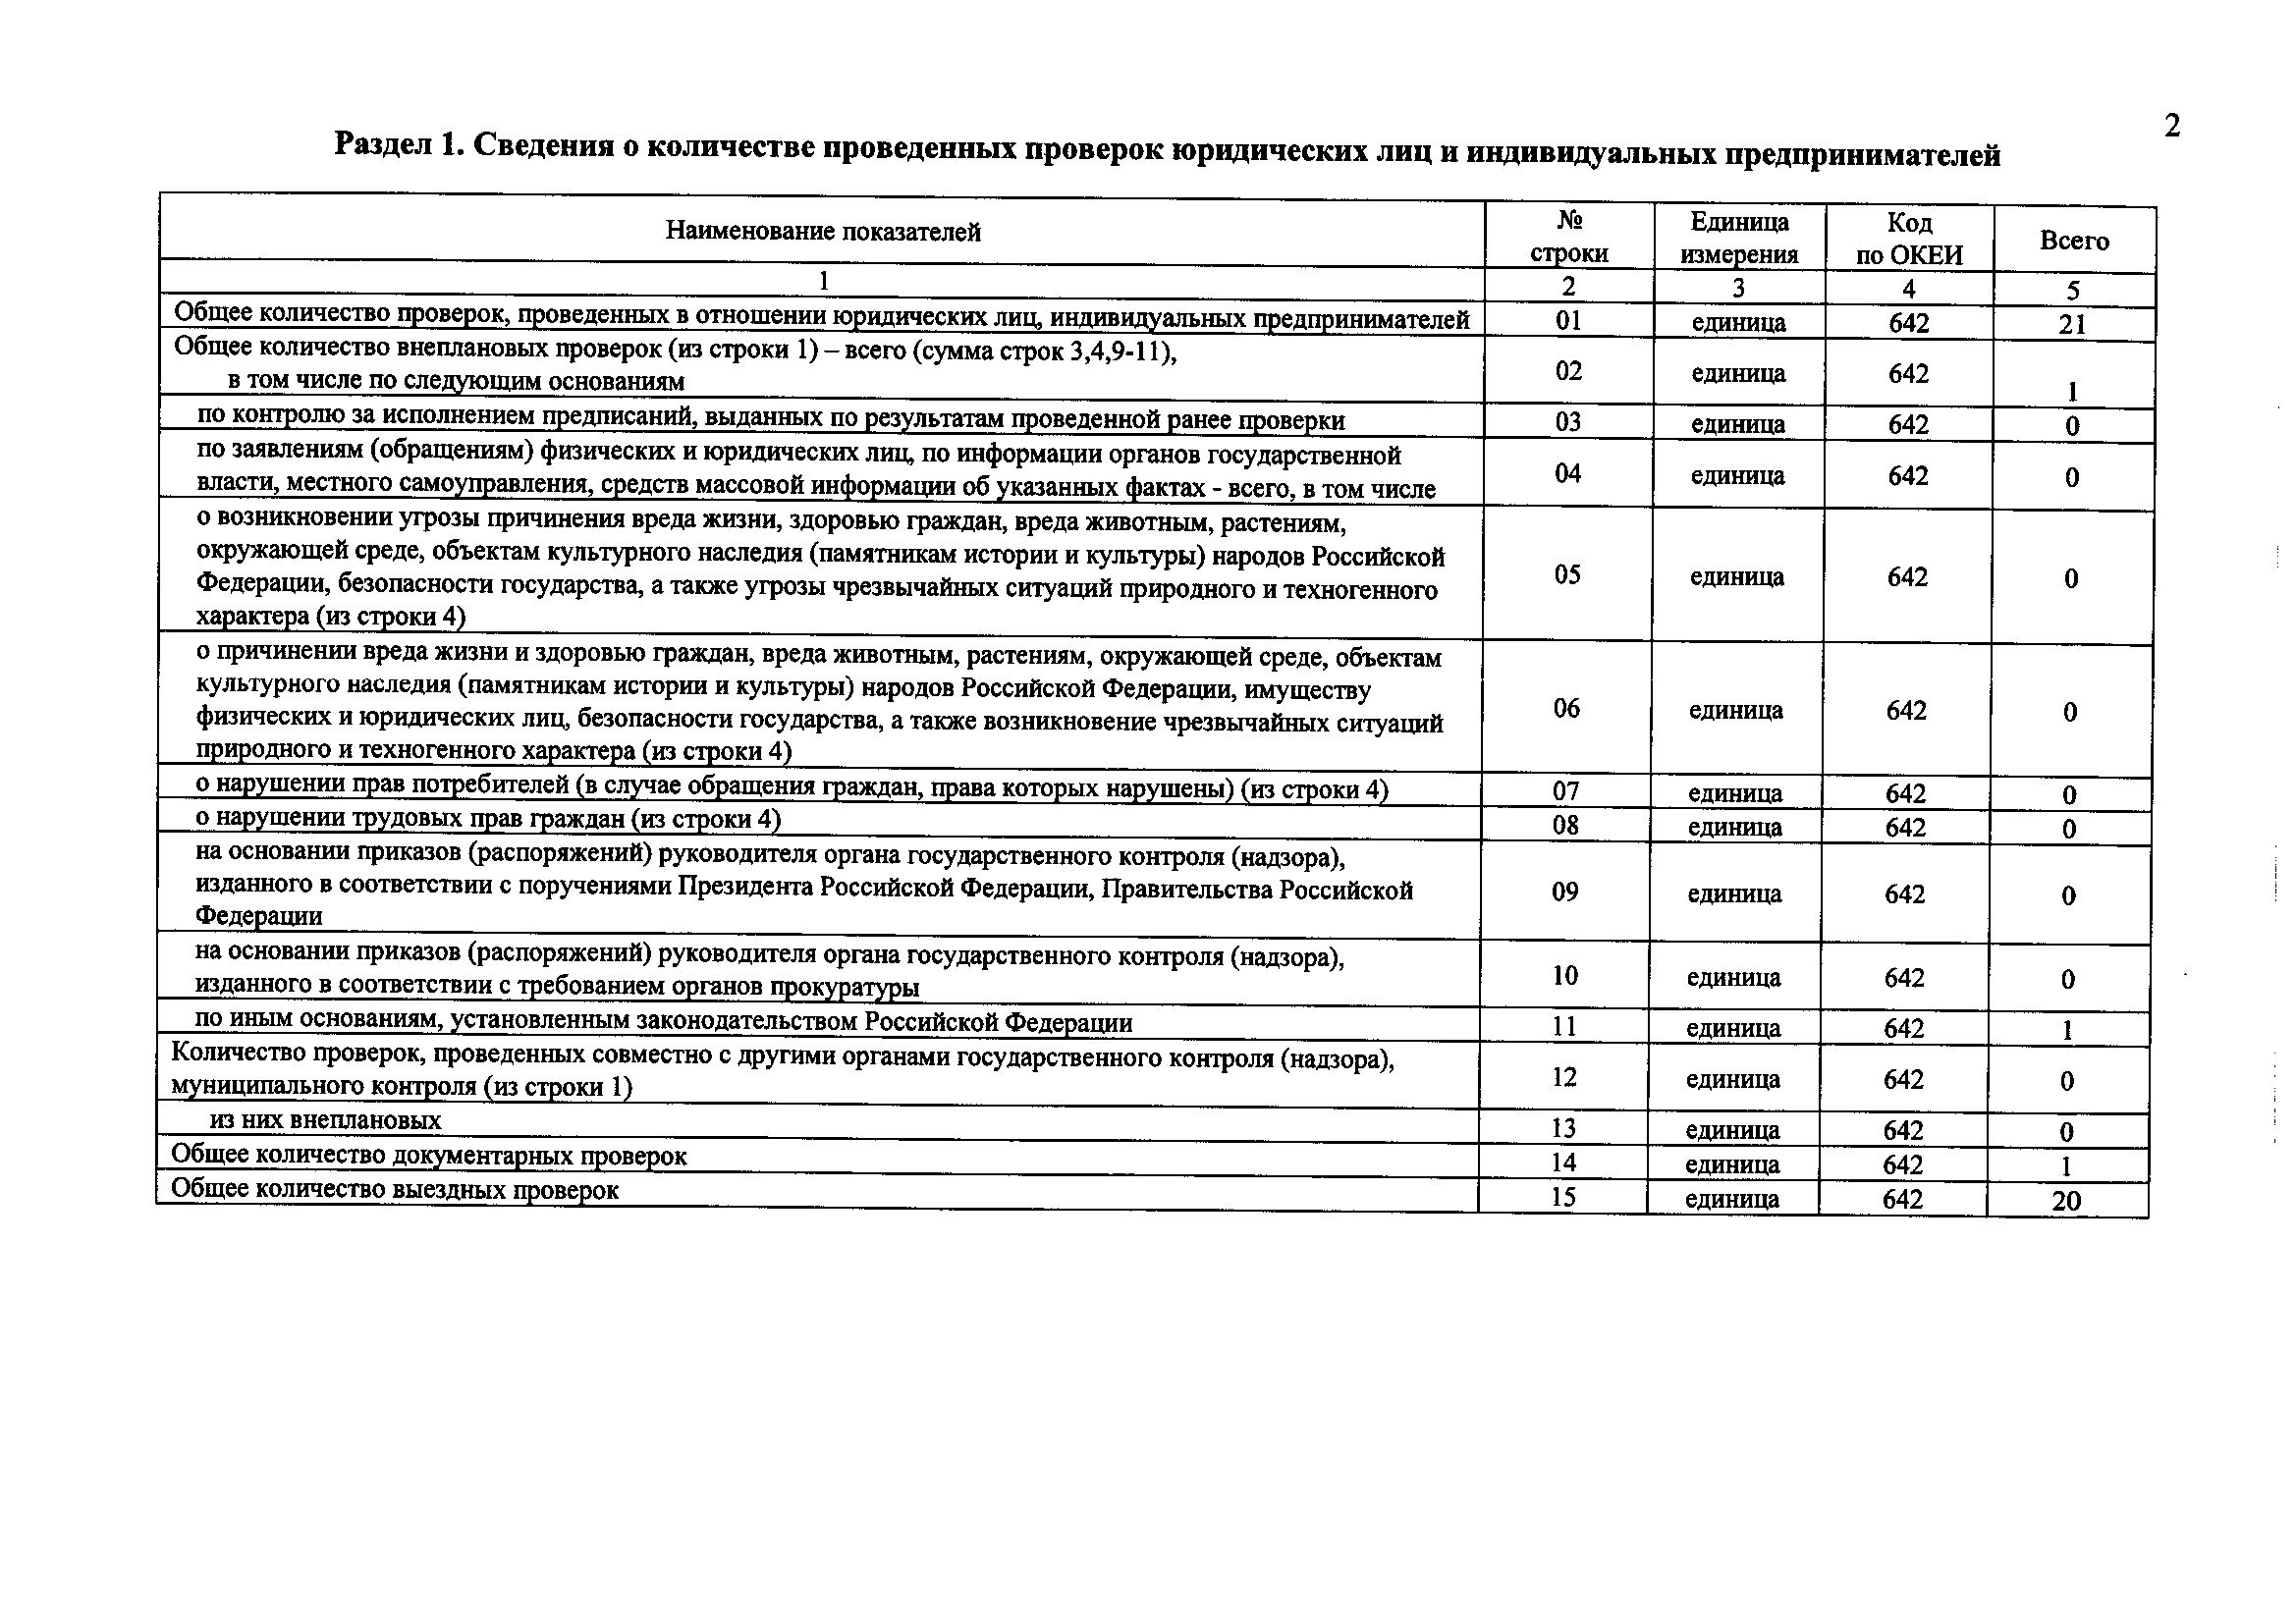 2
Раздел 1. Сведения о количестве проведенных проверок юридических лиц и индивидуальных предпринимателей
Наименование показателей
№
строки
Единица
измерения
Код
по ОКЕИ
Всего
1 2 3 4 5
Общее количество проверок, проведенных в отношении юридических лиц, индивидуальных предпринимателей 01 единица 642 21
Общее количество внеплановых проверок (из строки 1) – всего (сумма строк 3,4,9-11),
в том числе по следующим основаниям
02 единица 642 1
по контролю за исполнением предписаний, выданных по результатам проведенной ранее проверки 03 единица 642 0
по заявлениям (обращениям) физических и юридических лиц, по информации органов государственной
власти, местного самоуправления, средств массовой информации об указанных фактах - всего, в том числе
04 единица 642 0
о возникновении угрозы причинения вреда жизни, здоровью граждан, вреда животным, растениям,
окружающей среде, объектам культурного наследия (памятникам истории и культуры) народов Российской
Федерации, безопасности государства, а также угрозы чрезвычайных ситуаций природного и техногенного
характера (из строки 4)
05 единица 642 0
о причинении вреда жизни и здоровью граждан, вреда животным, растениям, окружающей среде, объектам
культурного наследия (памятникам истории и культуры) народов Российской Федерации, имуществу
физических и юридических лиц, безопасности государства, а также возникновение чрезвычайных ситуаций
природного и техногенного характера (из строки 4)
06 единица 642 0
о нарушении прав потребителей (в случае обращения граждан, права которых нарушены) (из строки 4) 07 единица 642 0
о нарушении трудовых прав граждан (из строки 4) 08 единица 642 0
на основании приказов (распоряжений) руководителя органа государственного контроля (надзора),
изданного в соответствии с поручениями Президента Российской Федерации, Правительства Российской
Федерации
09 единица 642 0
на основании приказов (распоряжений) руководителя органа государственного контроля (надзора),
изданного в соответствии с требованием органов прокуратуры
10 единица 642 0
по иным основаниям, установленным законодательством Российской Федерации 11 единица 642 1
Количество проверок, проведенных совместно с другими органами государственного контроля (надзора),
муниципального контроля (из строки 1)
12 единица 642 0
из них внеплановых 13 единица 642 0
Общее количество документарных проверок 14 единица 642 1
Общее количество выездных проверок 15 единица 642 20